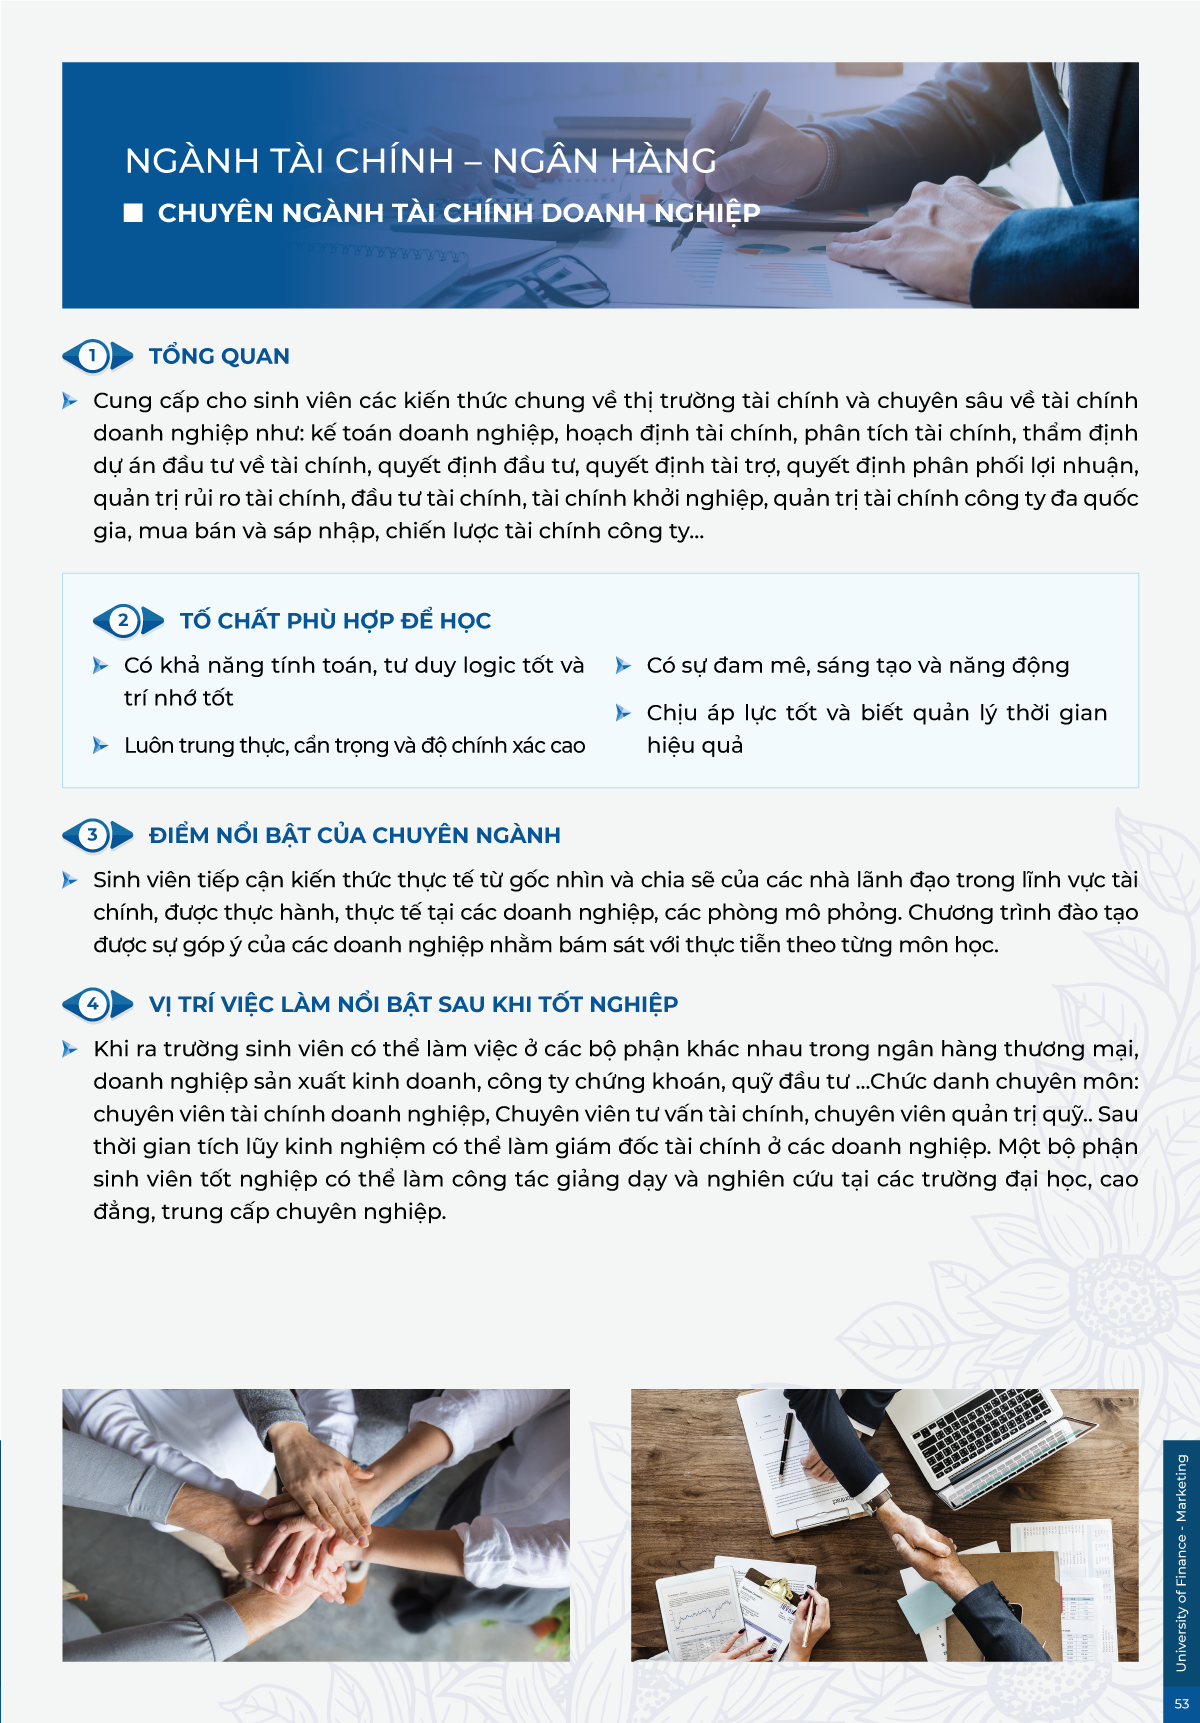 NGÀNH TÀI CHÍNH – NGÂN HÀNG
CHUYÊN NGÀNH TÀI CHÍNH DOANH NGHIỆP
1 TỔNG QUAN
Cung cấp cho sinh viên các kiến thức chung về thị trường tài chính và chuyên sâu về tài chính
doanh nghiệp như: kế toán doanh nghiệp, hoạch định tài chính, phân tích tài chính, thẩm định
dự án đầu tư về tài chính, quyết định đầu tư, quyết định tài trợ, quyết định phân phối lợi nhuận,
quản trị rủi ro tài chính, đầu tư tài chính, tài chính khởi nghiệp, quản trị tài chính công ty đa quốc
gia, mua bán và sáp nhập, chiến lược tài chính công ty...
2 TỐ CHẤT PHÙ HỢP ĐỂ HỌC
Có khả năng tính toán, tư duy logic tốt và
trí nhớ tốt
Luôn trung thực, cẩn trọng và độ chính xác cao
Có sự đam mê, sáng tạo và năng động
Chịu áp lực tốt và biết quản lý thời gian
hiệu quả
3 ĐIỂM NỔI BẬT CỦA CHUYÊN NGÀNH
Sinh viên tiếp cận kiến thức thực tế từ gốc nhìn và chia sẽ của các nhà lãnh đạo trong lĩnh vực tài
chính, được thực hành, thực tế tại các doanh nghiệp, các phòng mô phỏng. Chương trình đào tạo
được sự góp ý của các doanh nghiệp nhằm bám sát với thực tiễn theo từng môn học.
4 VỊ TRÍ VIỆC LÀM NỔI BẬT SAU KHI TỐT NGHIỆP
Khi ra trường sinh viên có thể làm việc ở các bộ phận khác nhau trong ngân hàng thương mại,
doanh nghiệp sản xuất kinh doanh, công ty chứng khoán, quỹ đầu tư ...Chức danh chuyên môn:
chuyên viên tài chính doanh nghiệp, Chuyên viên tư vấn tài chính, chuyên viên quản trị quỹ.. Sau
thời gian tích lũy kinh nghiệm có thể làm giám đốc tài chính ở các doanh nghiệp. Một bộ phận
sinh viên tốt nghiệp có thể làm công tác giảng dạy và nghiên cứu tại các trường đại học, cao
đẳng, trung cấp chuyên nghiệp.
Contract
University of Finance - Marketing
53